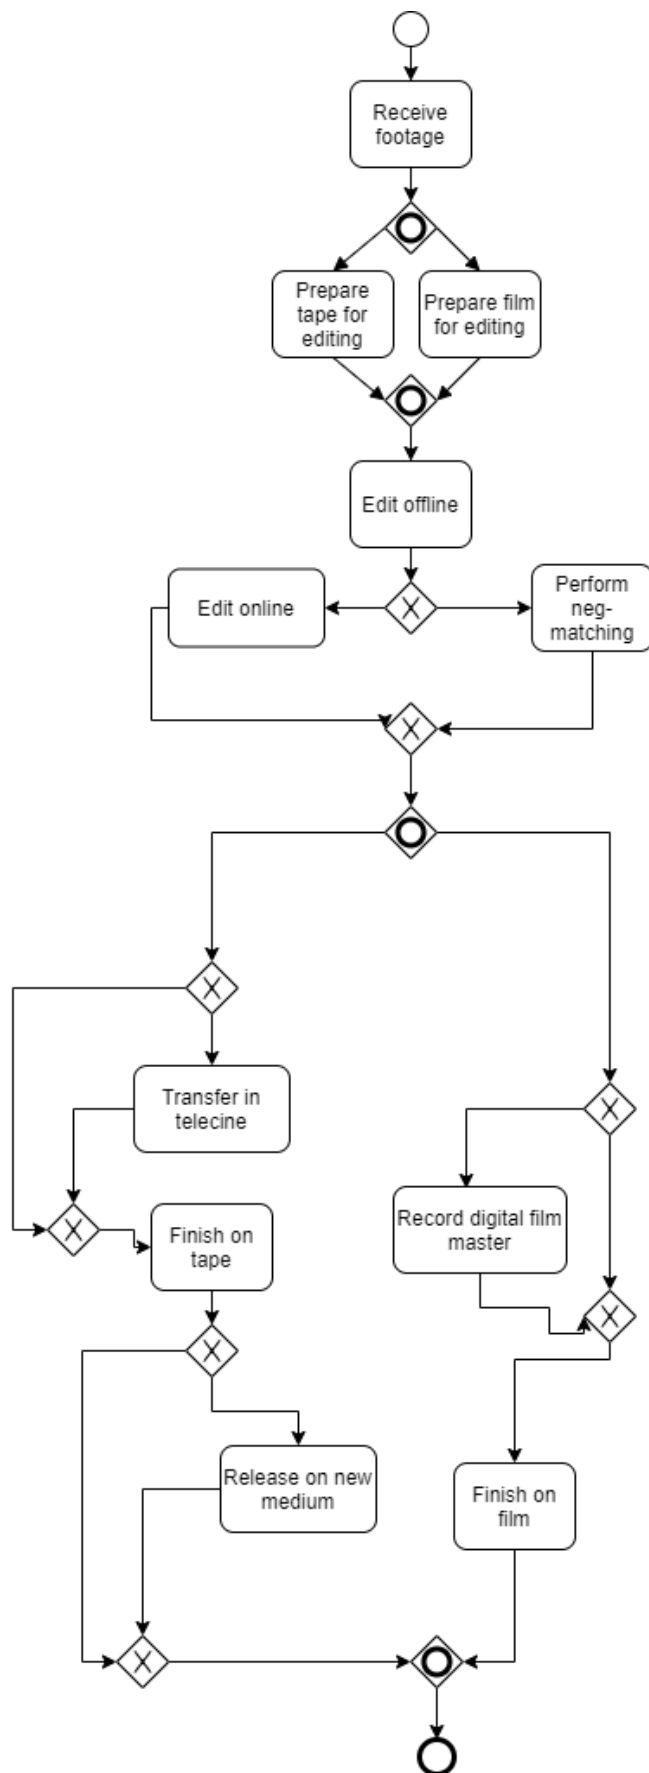 Receive
footage
Prepare
tape for
editing
Prepare film
for editing
Edit offline
Edit online
Perform
neg-
matching
Transfer in
telecine
Record digital film
master
Finish on
tape
Release on new
medium
Finish on
film